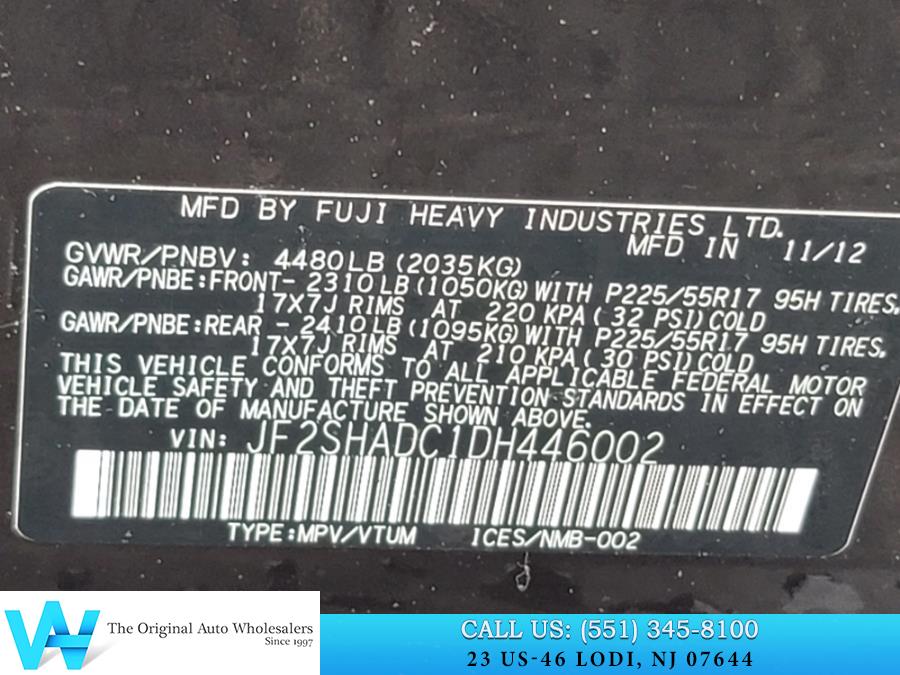 MFD BY FUJI HEAVY INDUSTRIES LTD.
MFD IN 11/12
GVWR/PNBV: 4480LB (2035KG)
GAWR/PNBE:FRONT- 2310LB (1050KG) WITH P225/55R17 95H TIRES,
17X7J RIMS AT 220 KPA ( 32 PSI) COLD
GAWR/PNBE:REAR - 2410LB (1095KG) WITH P225/55R17 95H TIRES,
17X7J RIMS AT 210 KPA ( 30 PSI) COLD
THIS VEHICLE CONFORMS TO ALL APPLICABLE FEDERAL MOTOR
VEHICLE SAFETY AND THEFT PREVENTION STANDARDS IN EFFECT ON
THE DATE OF MANUFACTURE SHOWN ABOVE.
VIN: JF2SHADC1DH446002
TYPE:MPV/VTUM ICES/NMB-002
The Original Auto Wholesalers
Since 1997
CALL US: (551) 345-8100
23 US-46 LODI, NJ 07644